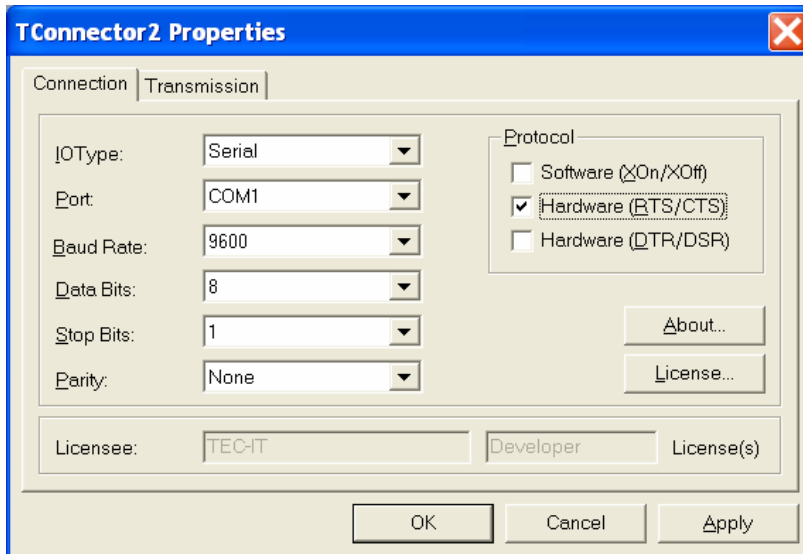 TConnector2 Properties
Connection Transmission
IOType: Serial
Port: COM1
Baud Rate: 9600
Data Bits: 8
Stop Bits: 1
Parity: None
Protocol
Software (XOn/XOff)
Hardware (RTS/CTS)
Hardware (DTR/DSR)
About...
License...
Licensee: TEC-IT Developer License(s)
OK Cancel Apply